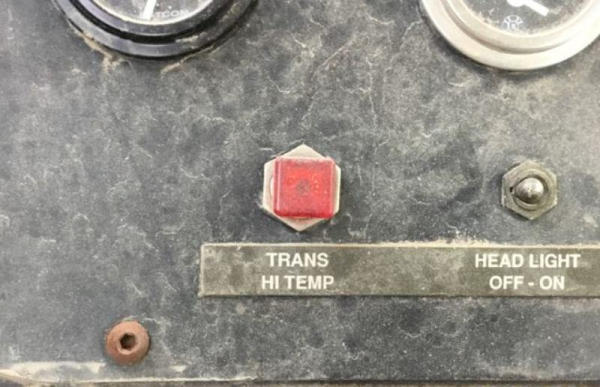 TRANS
HI TEMP
HEAD LIGHT
OFF - ON